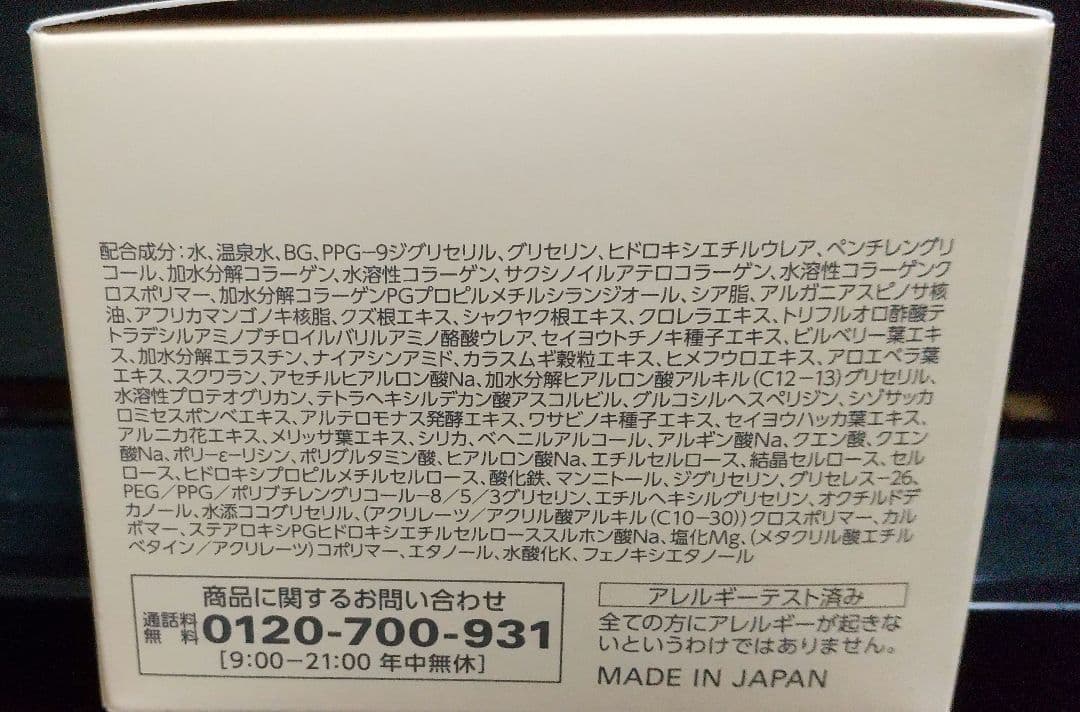 配合成分:水、温泉水、BG、PPG-9ジグリセリル、グリセリン、ヒドロキシエチルウレア、ペンチレングリ
コール、加水分解コラーゲン、水溶性コラーゲン、サクシノイルアテロコラーゲン、水溶性コラーゲンク
ロスポリマー、加水分解コラーゲンPGプロピルメチルシランジオール、シア脂、アルガニアスピノサ核
油、アフリカマンゴノキ核脂、クズ根エキス、シャクヤク根エキス、クロレラエキス、トリフルオロ酢酸テ
トラデシルアミノブチロイルバリルアミノ酪酸ウレア、セイヨウトチノキ種子エキス、ビルベリー葉エキ
ス、加水分解エラスチン、ナイアシンアミド、カラスムギ穀粒エキス、ヒメフウロエキス、アロエベラ葉
エキス、スクワラン、アセチルヒアルロン酸Na、加水分解ヒアルロン酸アルキル(C12-13)グリセリル、
水溶性プロテオグリカン、テトラヘキシルデカン酸アスコルビル、グルコシルヘスペリジン、シゾサッカ
ロミセスポンベエキス、アルテロモナス発酵エキス、ワサビノキ種子エキス、セイヨウハッカ葉エキス、
アルニカ花エキス、メリッサ葉エキス、シリカ、ベヘニルアルコール、アルギン酸Na、クエン酸、クエン
酸Na、ポリ-ε-リシン、ポリグルタミン酸、ヒアルロン酸Na、エチルセルロース、結晶セルロース、セル
ロース、ヒドロキシプロピルメチルセルロース、酸化鉄、マンニトール、ジグリセリン、グリセレス-26、
PEG/PPG/ポリブチレングリコール-8/5/3グリセリン、エチルヘキシルグリセリン、オクチルドデ
カノール、水添ココグリセリル、(アクリレーツ/アクリル酸アルキル(C10-30))クロスポリマー、カル
ボマー、ステアロキシPGヒドロキシエチルセルローススルホン酸Na、塩化Mg、(メタクリル酸エチル
ベタイン/アクリレーツ)コポリマー、エタノール、水酸化K、フェノキシエタノール
商品に関するお問い合わせ
通話料
無料 0120-700-931
[9:00-21:00 年中無休]
アレルギーテスト済み
全ての方にアレルギーが起きな
いというわけではありません。
MADE IN JAPAN